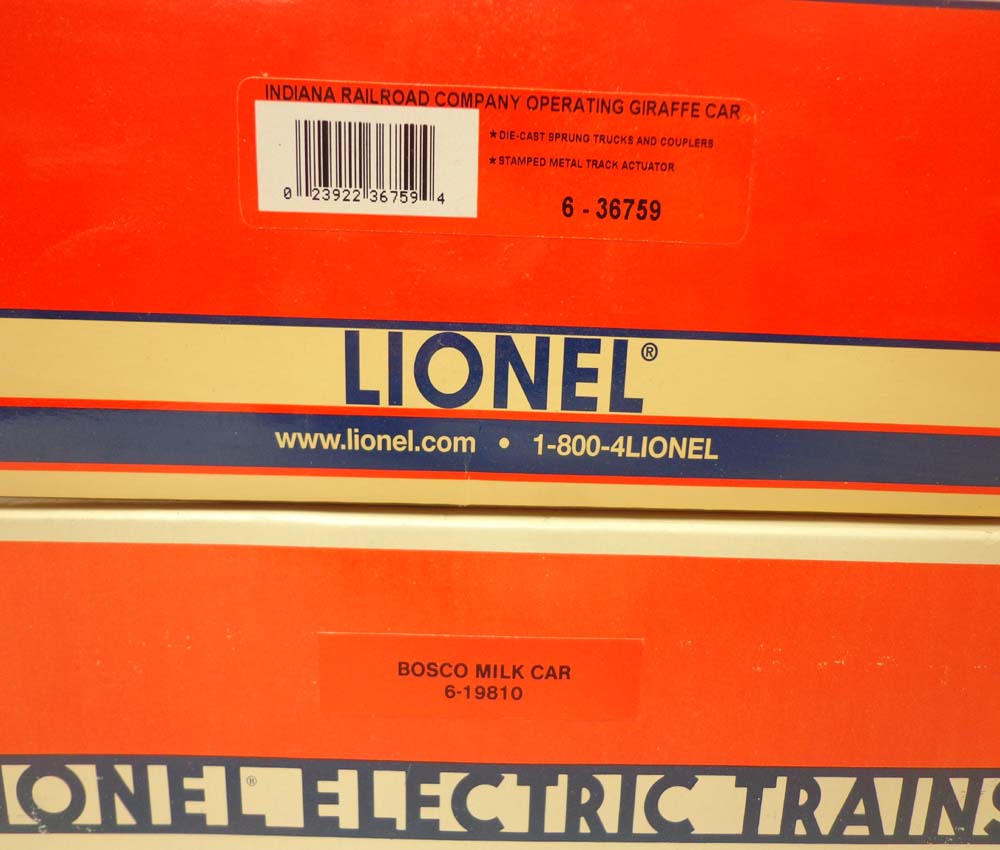 INDIANA RAILROAD COMPANY OPERATING GIRAFFE CAR
★ DIE-CAST SPRUNG TRUCKS AND COUPLERS
★ STAMPED METAL TRACK ACTUATOR
0 23922 36759 4
6 - 36759
LIONEL®
www.lionel.com • 1-800-4LIONEL
BOSCO MILK CAR
6-19810
IONEL® ELECTRIC TRAINS